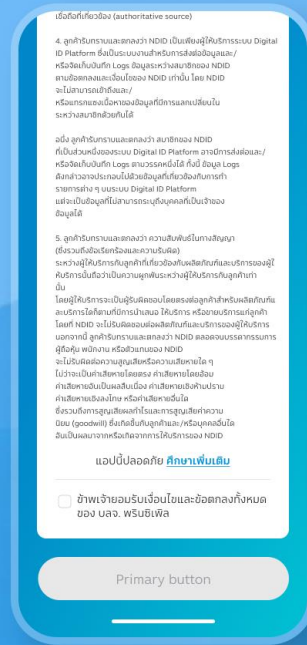 เชื่อถือที่เกี่ยวข้อง (authoritative source)
4. ลูกค้ารับทราบและตกลงว่า NDID เป็นเพียงผู้ให้บริการระบบ Digital
ID Platform ซึ่งเป็นระบบงานสำหรับการส่งต่อข้อมูลและ/
หรือจัดเก็บบันทึก Logs ข้อมูลระหว่างสมาชิกของ NDID
ตามข้อตกลงและเงื่อนไขของ NDID เท่านั้น โดย NDID
จะไม่สามารถเข้าถึงและ/
หรือแทรกแซงเนื้อหาของข้อมูลที่มีการแลกเปลี่ยนใน
ระหว่างสมาชิกด้วยกันได้
อนึ่ง ลูกค้ารับทราบและตกลงว่า สมาชิกของ NDID
ที่เป็นส่วนหนึ่งของระบบ Digital ID Platform อาจมีการส่งต่อและ/
หรือจัดเก็บบันทึก Logs ตามวรรคหนึ่งได้ ทั้งนี้ ข้อมูล Logs
ดังกล่าวอาจประกอบไปด้วยข้อมูลที่เกี่ยวข้องกับการทำ
รายการต่าง ๆ บนระบบ Digital ID Platform
แต่จะเป็นข้อมูลที่ไม่สามารถระบุถึงบุคคลที่เป็นเจ้าของ
ข้อมูลได้
5. ลูกค้ารับทราบและตกลงว่า ความสัมพันธ์ในทางสัญญา
(ซึ่งรวมถึงข้อเรียกร้องและความรับผิด)
ระหว่างผู้ให้บริการกับลูกค้าที่เกี่ยวข้องกับผลิตภัณฑ์และบริการของผู้ใ
ห้บริการนั้นถือว่าเป็นความผูกพันระหว่างผู้ให้บริการกับลูกค้าเท่า
นั้น
โดยผู้ให้บริการจะเป็นผู้รับผิดชอบโดยตรงต่อลูกค้าสำหรับผลิตภัณฑ์แ
ละบริการใดก็ตามที่มีการนำเสนอ ให้บริการ หรือขายบริการแก่ลูกค้า
โดยที่ NDID จะไม่รับผิดชอบต่อผลิตภัณฑ์และบริการของผู้ให้บริการ
นอกจากนี้ ลูกค้ารับทราบและตกลงว่า NDID ตลอดจนบรรดากรรมการ
ผู้ถือหุ้น พนักงาน หรือตัวแทนของ NDID
จะไม่รับผิดต่อความสูญเสียหรือความเสียหายใด ๆ
ไม่ว่าจะเป็นค่าเสียหายโดยตรง ค่าเสียหายโดยอ้อม
ค่าเสียหายอันเป็นผลสืบเนื่อง ค่าเสียหายเชิงห้ามปราม
ค่าเสียหายเชิงลงโทษ หรือค่าเสียหายอื่นใด
ซึ่งรวมถึงการสูญเสียผลกำไรและการสูญเสียค่าความ
นิยม (goodwill) ซึ่งเกิดขึ้นกับลูกค้าและ/หรือบุคคลอื่นใด
อันเป็นผลมาจากหรือเกิดจากการให้บริการของ NDID
แอปนี้ปลอดภัย ศึกษาเพิ่มเติม
ข้าพเจ้ายอมรับเงื่อนไขและข้อตกลงทั้งหมด
ของ บลจ. พรินซิเพิล
Primary button